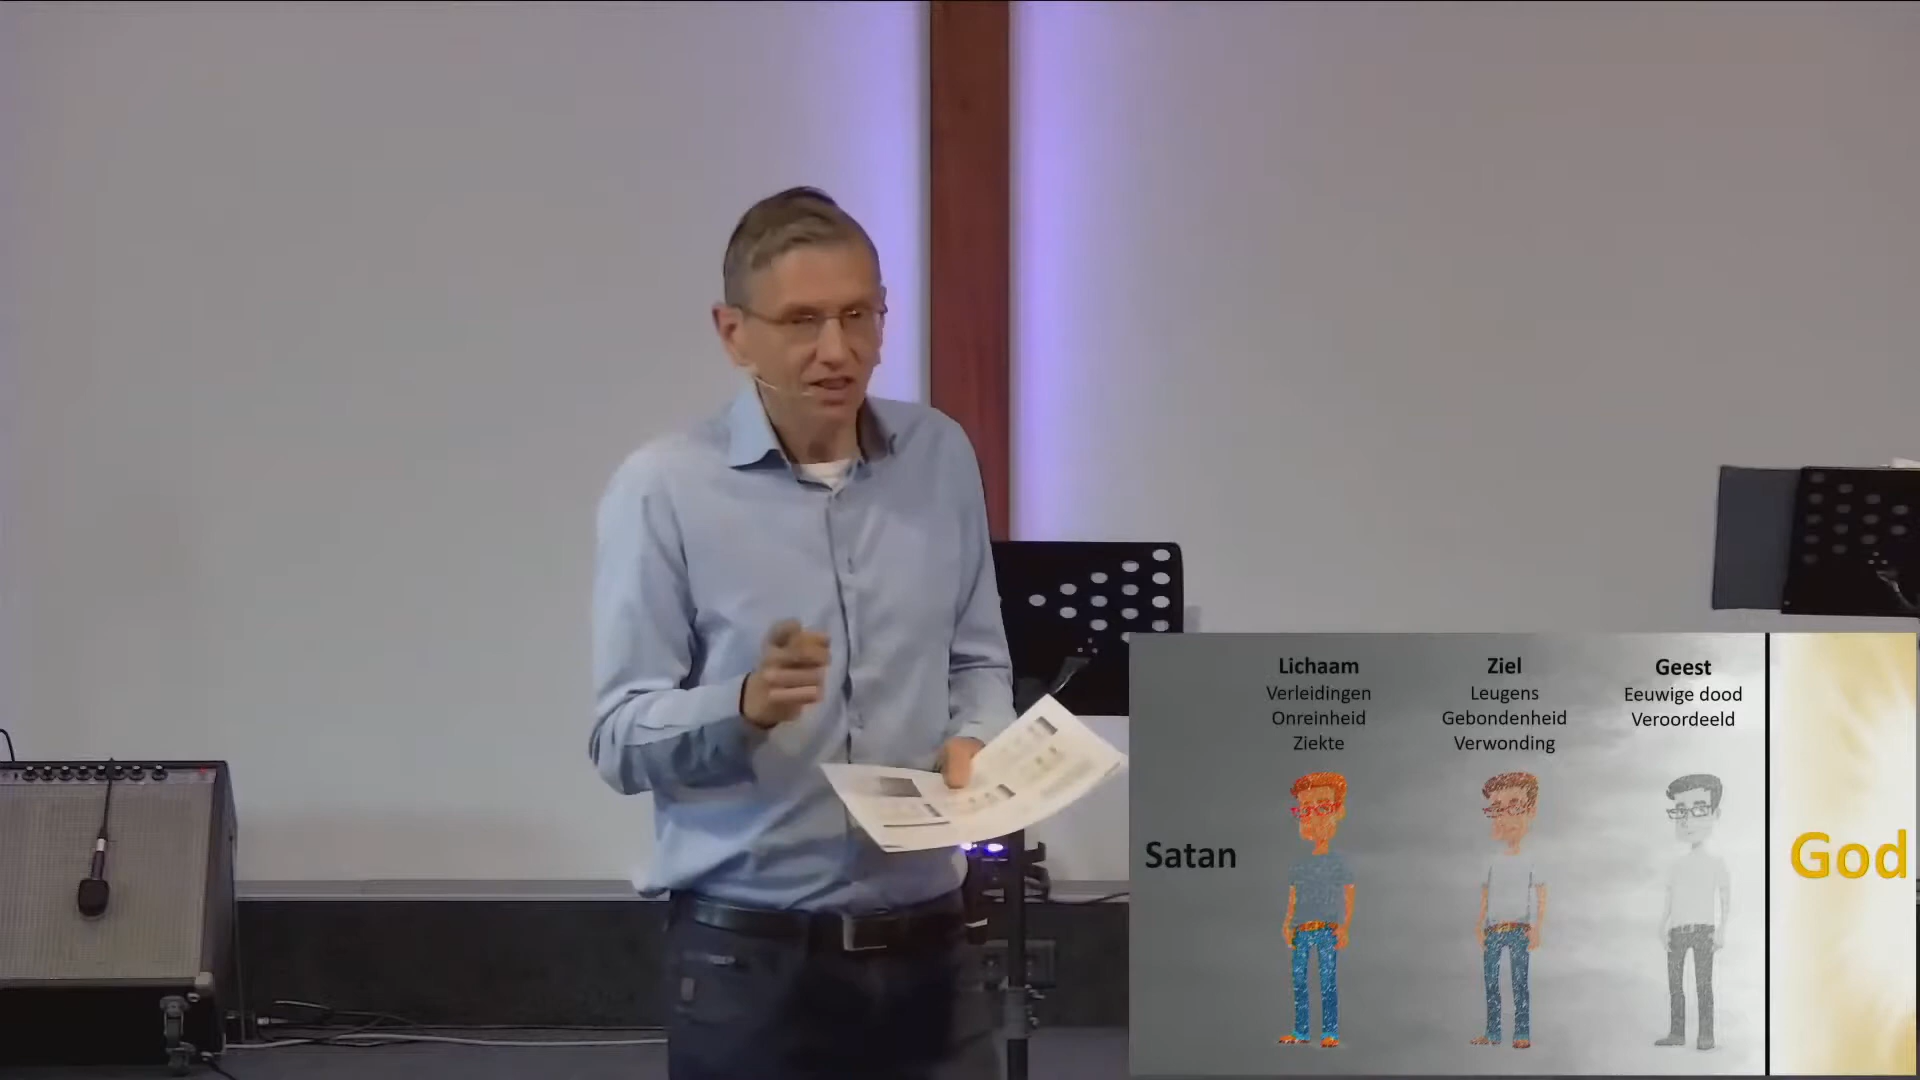 Lichaam
Verleidingen
Onreinheid
Ziekte
Ziel
Leugens
Gebondenheid
Verwonding
Geest
Eeuwige dood
Veroordeeld
Satan
God